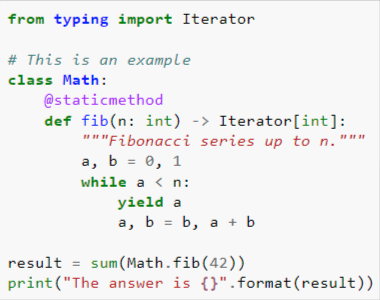 from typing import Iterator

# This is an example
class Math:
    @staticmethod
    def fib(n: int) -> Iterator[int]:
        """Fibonacci series up to n."""
        a, b = 0, 1
        while a < n:
            yield a
            a, b = b, a + b

result = sum(Math.fib(42))
print("The answer is {}".format(result))